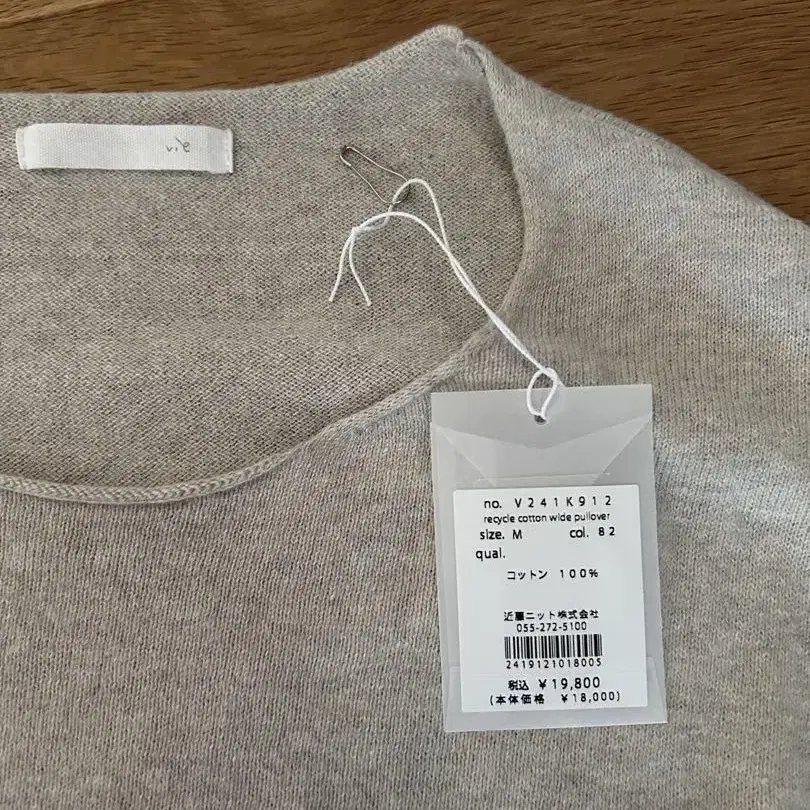 vie
no. V241K912
recycle cotton wide pullover
size. M col. 82
qual.
コットン 100%
近藤ニット株式会社
055-272-5100
2419121018005
税込 ¥19,800
(本体価格 ¥18,000)